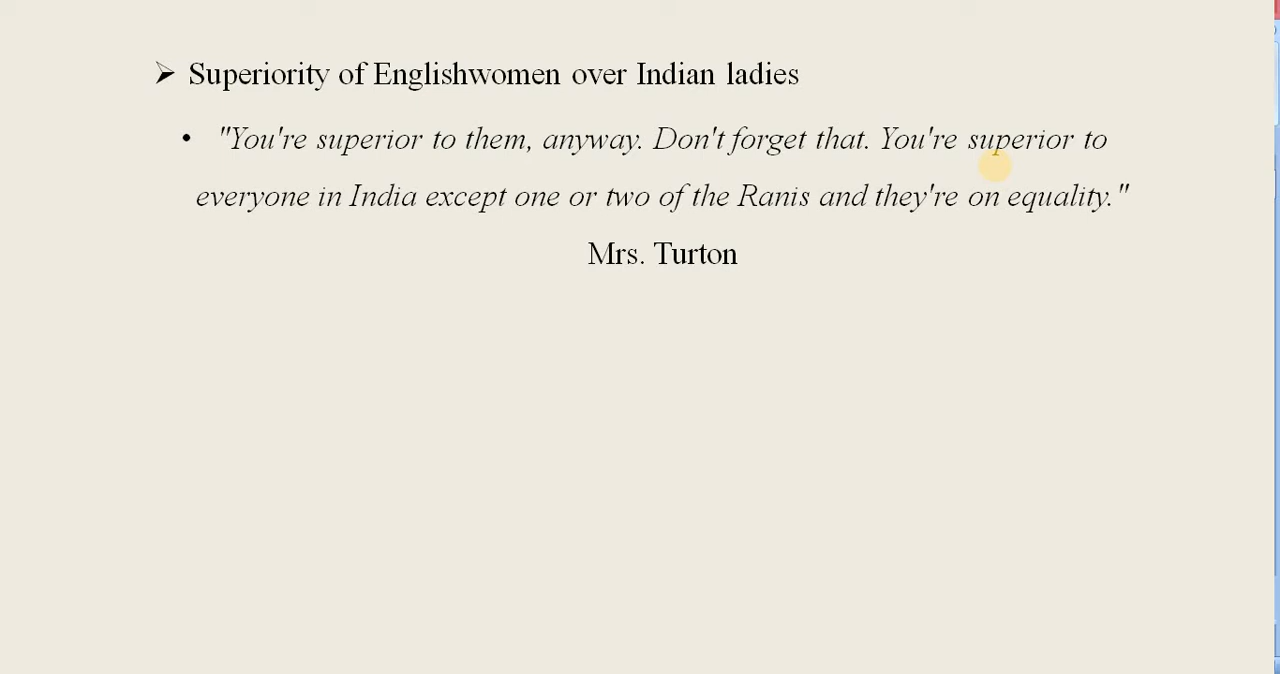 ➢ Superiority of Englishwomen over Indian ladies
• "You're superior to them, anyway. Don't forget that. You're superior to
everyone in India except one or two of the Ranis and they're on equality."
Mrs. Turton